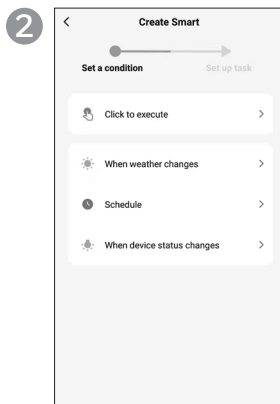 2
Create Smart
Set a condition Set up task
Click to execute
When weather changes
Schedule
When device status changes